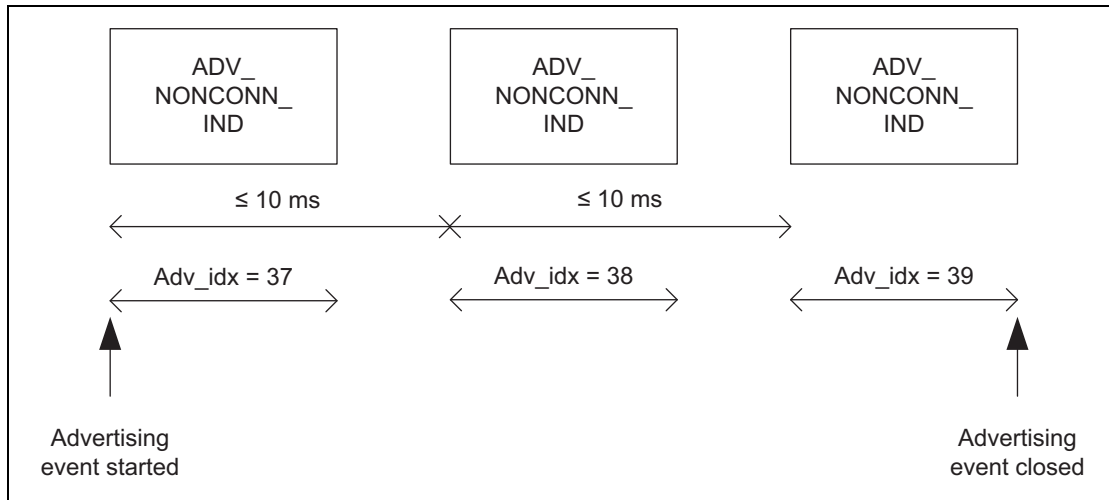 ADV_
NONCONN_
IND
ADV_
NONCONN_
IND
ADV_
NONCONN_
IND
≤ 10 ms
≤ 10 ms
Adv_idx = 37
Adv_idx = 38
Adv_idx = 39
Advertising
event started
Advertising
event closed